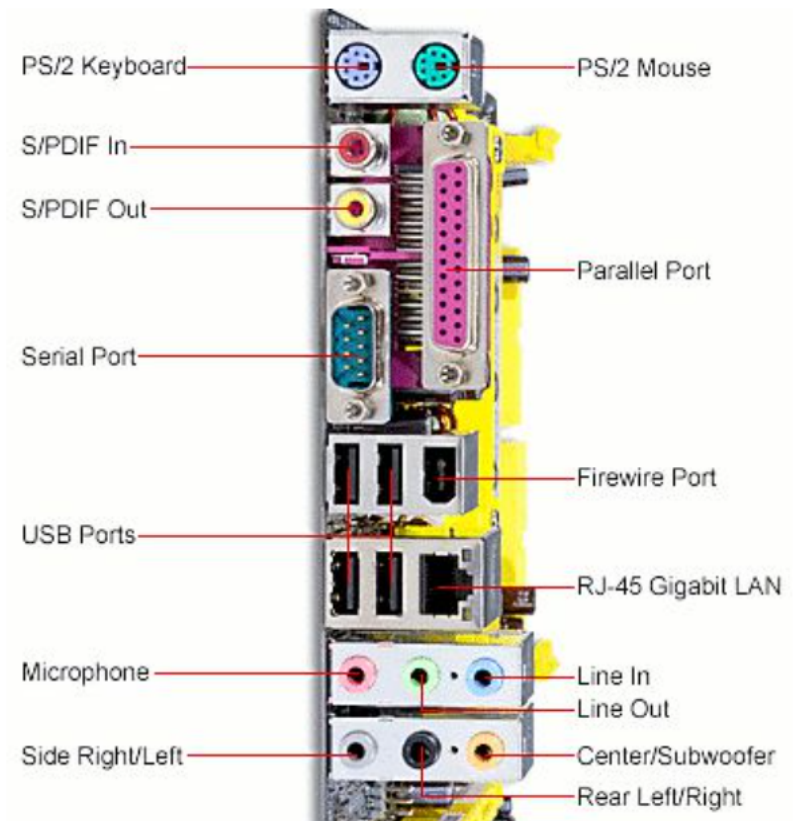 PS/2 Keyboard
PS/2 Mouse
S/PDIF In
S/PDIF Out
Parallel Port
Serial Port
Firewire Port
USB Ports
RJ-45 Gigabit LAN
Microphone
Line In
Line Out
Side Right/Left
Center/Subwoofer
Rear Left/Right